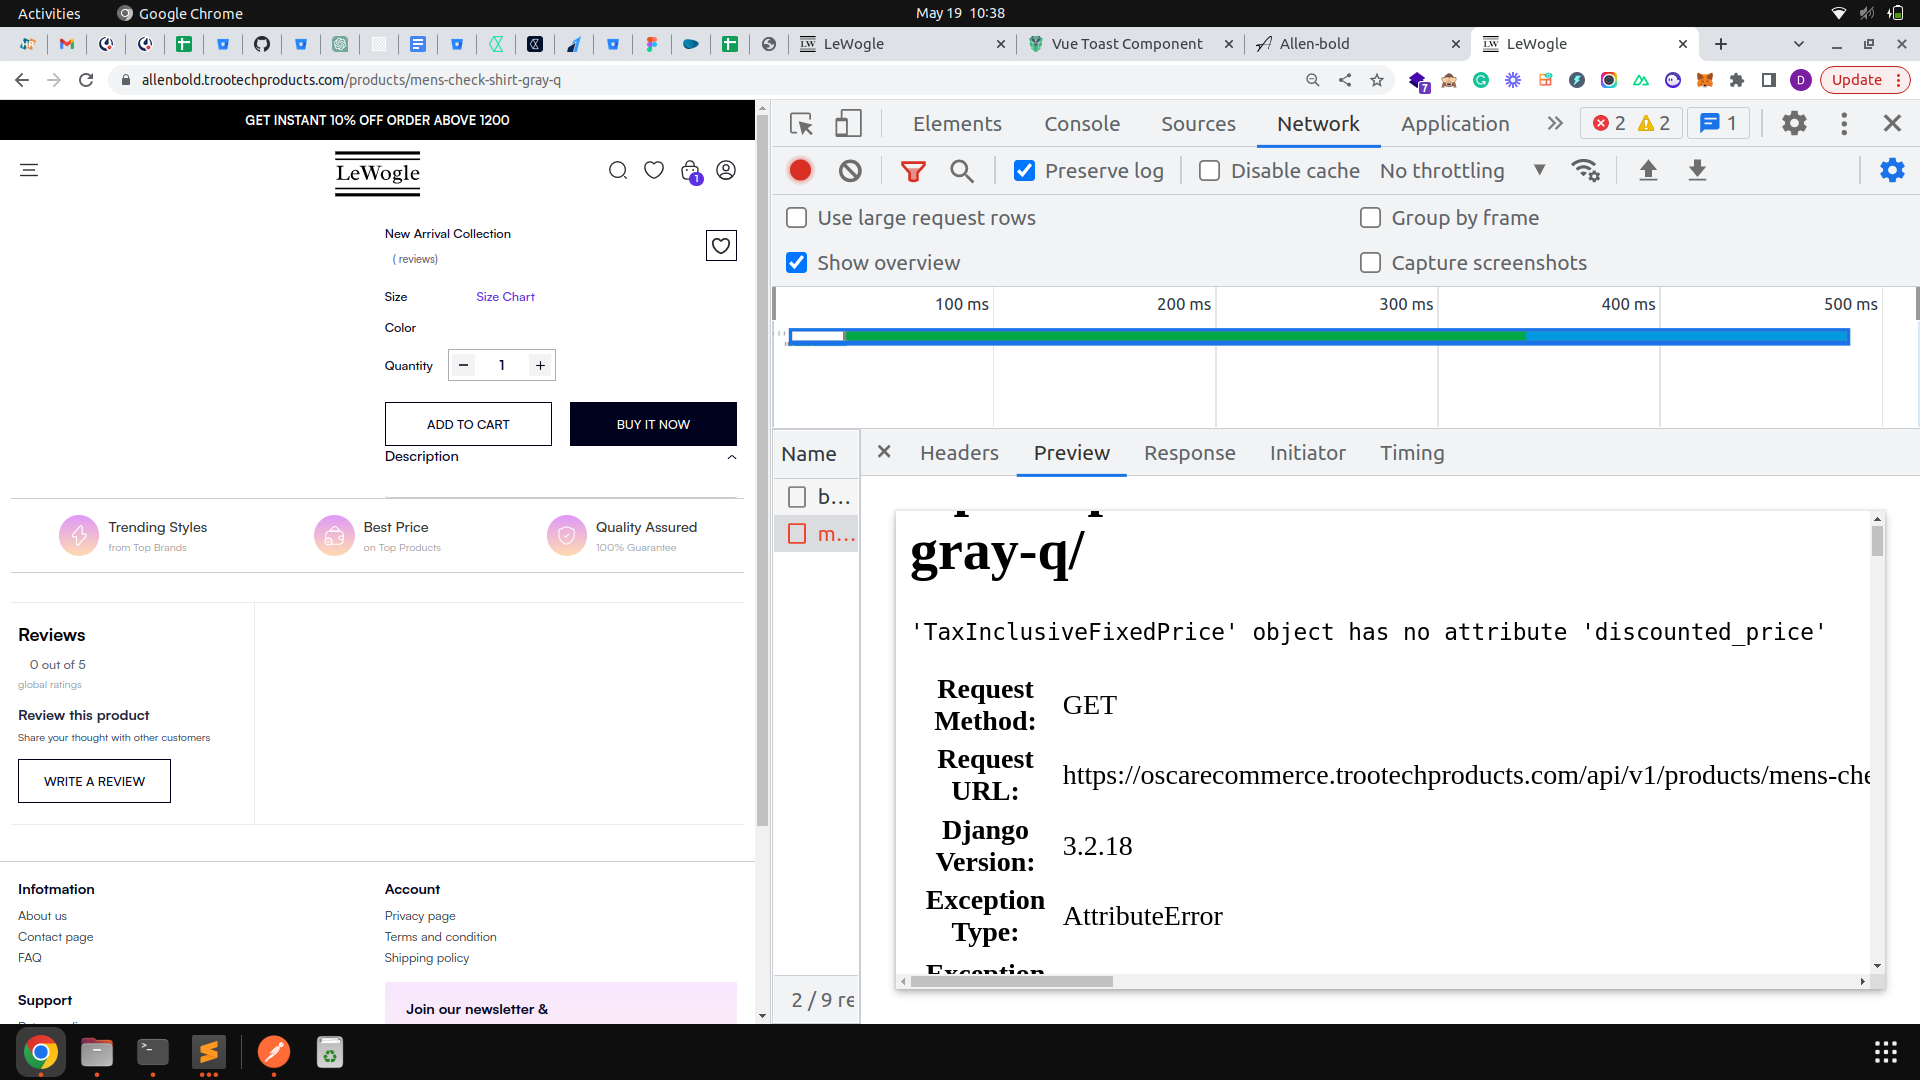 Activities
Google Chrome
May 19 10:38
LW
LeWogle
Vue Toast Component
Allen-bold
LW
LeWogle
allenbold.trootechproducts.com/products/mens-check-shirt-gray-q
7
D
Update
GET INSTANT 10% OFF ORDER ABOVE 1200
LeWogle
1
New Arrival Collection
( reviews)
Size
Size Chart
Color
Quantity
− 1 +
ADD TO CART
BUY IT NOW
Description
Trending Styles
from Top Brands
Best Price
on Top Products
Quality Assured
100% Guarantee
Reviews
0 out of 5
global ratings
Review this product
Share your thought with other customers
WRITE A REVIEW
Infotmation
About us
Contact page
FAQ
Support
Account
Privacy page
Terms and condition
Shipping policy
Join our newsletter &
Elements
Console
Sources
Network
Application
2
2
1
Preserve log
Disable cache
No throttling
Use large request rows
Group by frame
Show overview
Capture screenshots
100 ms
200 ms
300 ms
400 ms
500 ms
Name
Headers
Preview
Response
Initiator
Timing
b...
m...
2 / 9 re
gray-q/
'TaxInclusiveFixedPrice' object has no attribute 'discounted_price'
Request Method:
GET
Request URL:
https://oscarecommerce.trootechproducts.com/api/v1/products/mens-che
Django Version:
3.2.18
Exception Type:
AttributeError
Exception